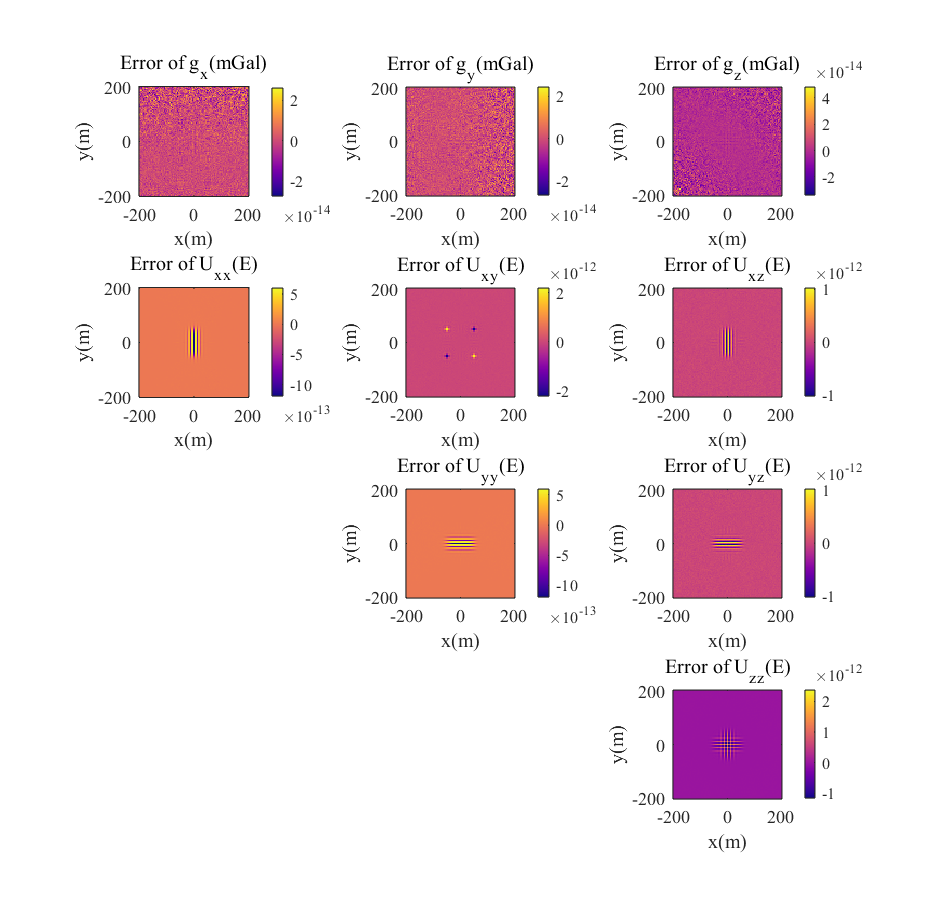 Error of g_x(mGal)
200
0
-200
y(m)
-200 0 200
x(m)
2
0
-2
×10^-14
Error of g_y(mGal)
200
0
-200
y(m)
-200 0 200
x(m)
2
0
-2
×10^-14
Error of g_z(mGal)
200
0
-200
y(m)
-200 0 200
x(m)
×10^-14
4
2
0
-2
Error of U_xx(E)
200
0
-200
y(m)
-200 0 200
x(m)
5
0
-5
-10
×10^-13
Error of U_xy(E)
200
0
-200
y(m)
-200 0 200
x(m)
×10^-12
2
0
-2
Error of U_xz(E)
200
0
-200
y(m)
-200 0 200
x(m)
×10^-12
1
0
-1
Error of U_yy(E)
200
0
-200
y(m)
-200 0 200
x(m)
5
0
-5
-10
×10^-13
Error of U_yz(E)
200
0
-200
y(m)
-200 0 200
x(m)
×10^-12
1
0
-1
Error of U_zz(E)
200
0
-200
y(m)
-200 0 200
x(m)
×10^-12
2
1
0
-1